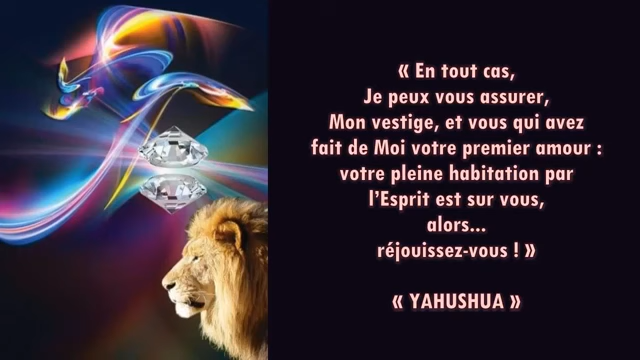 « En tout cas,
Je peux vous assurer,
Mon vestige, et vous qui avez
fait de Moi votre premier amour :
votre pleine habitation par
l’Esprit est sur vous,
alors...
réjouissez-vous ! »
« YAHUSHUA »